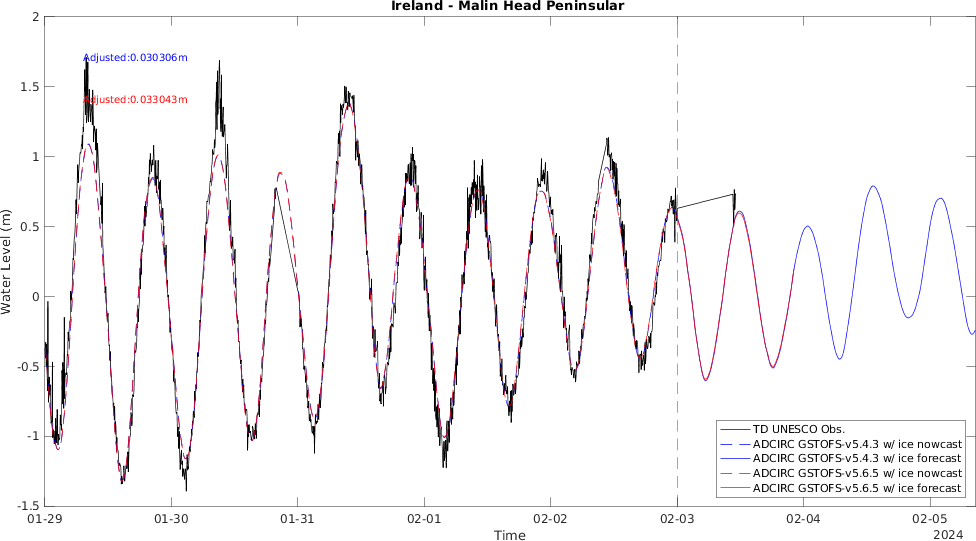 Ireland - Malin Head Peninsular
2
1.5
1
0.5
0
-0.5
-1
-1.5
Water Level (m)
Adjusted:0.030306m
Adjusted:0.033043m
TD UNESCO Obs.
ADCIRC GSTOFS-v5.4.3 w/ ice nowcast
ADCIRC GSTOFS-v5.4.3 w/ ice forecast
ADCIRC GSTOFS-v5.6.5 w/ ice nowcast
ADCIRC GSTOFS-v5.6.5 w/ ice forecast
01-29 01-30 01-31 02-01 02-02 02-03 02-04 02-05
Time
2024